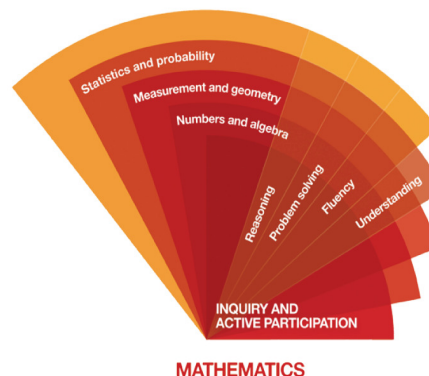 Statistics and probability
Measurement and geometry
Numbers and algebra
Reasoning
Problem solving
Fluency
Understanding
INQUIRY AND
ACTIVE PARTICIPATION
MATHEMATICS